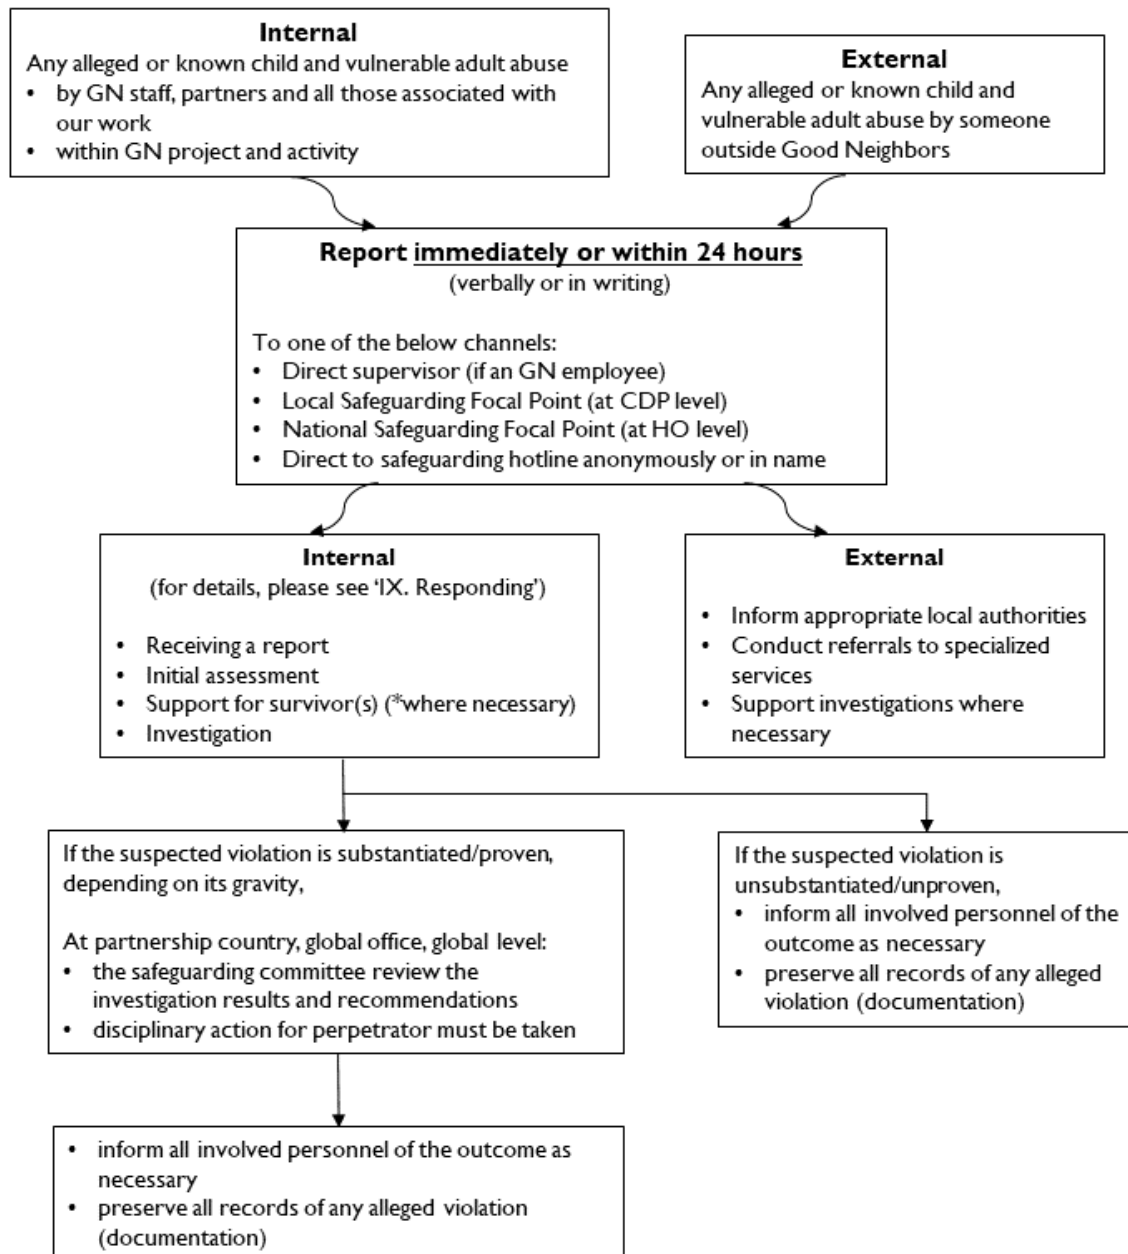 Internal
Any alleged or known child and vulnerable adult abuse
• by GN staff, partners and all those associated with
our work
• within GN project and activity
External
Any alleged or known child and
vulnerable adult abuse by someone
outside Good Neighbors
Report immediately or within 24 hours
(verbally or in writing)
To one of the below channels:
• Direct supervisor (if an GN employee)
• Local Safeguarding Focal Point (at CDP level)
• National Safeguarding Focal Point (at HO level)
• Direct to safeguarding hotline anonymously or in name
Internal
(for details, please see ‘IX. Responding’)
• Receiving a report
• Initial assessment
• Support for survivor(s) (*where necessary)
• Investigation
External
• Inform appropriate local authorities
• Conduct referrals to specialized
services
• Support investigations where
necessary
If the suspected violation is substantiated/proven,
depending on its gravity,
At partnership country, global office, global level:
• the safeguarding committee review the
investigation results and recommendations
• disciplinary action for perpetrator must be taken
If the suspected violation is
unsubstantiated/unproven,
• inform all involved personnel of the
outcome as necessary
• preserve all records of any alleged
violation (documentation)
• inform all involved personnel of the outcome as
necessary
• preserve all records of any alleged violation
(documentation)